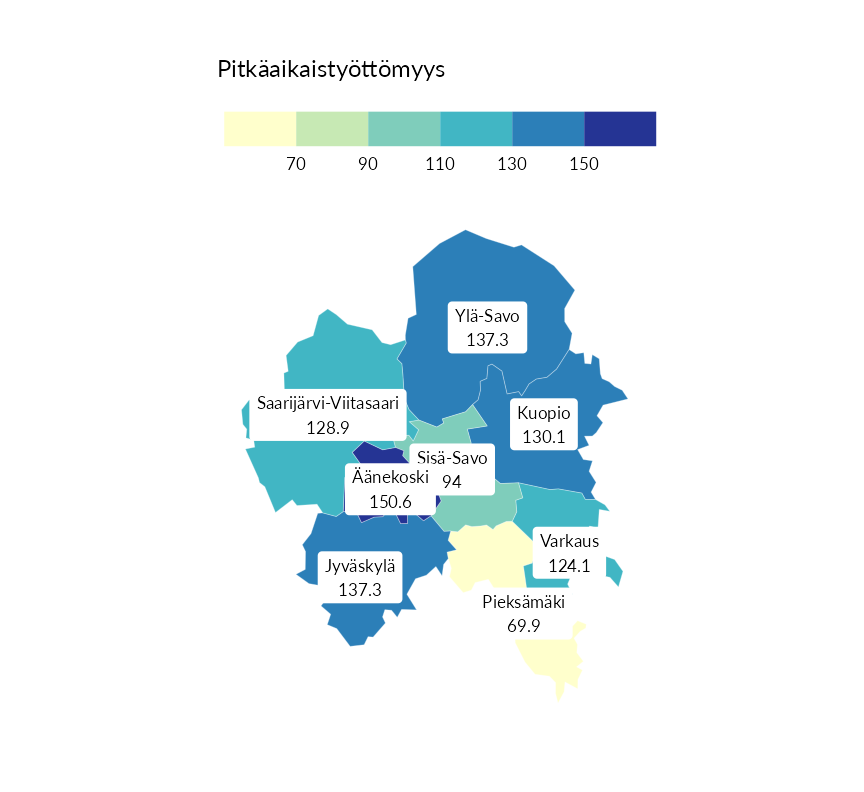 Pitkäaikaistyöttömyys
70 90 110 130 150
Ylä-Savo
137.3
Saarijärvi-Viitasaari
128.9
Kuopio
130.1
Sisä-Savo
94
Äänekoski
150.6
Varkaus
124.1
Jyväskylä
137.3
Pieksämäki
69.9